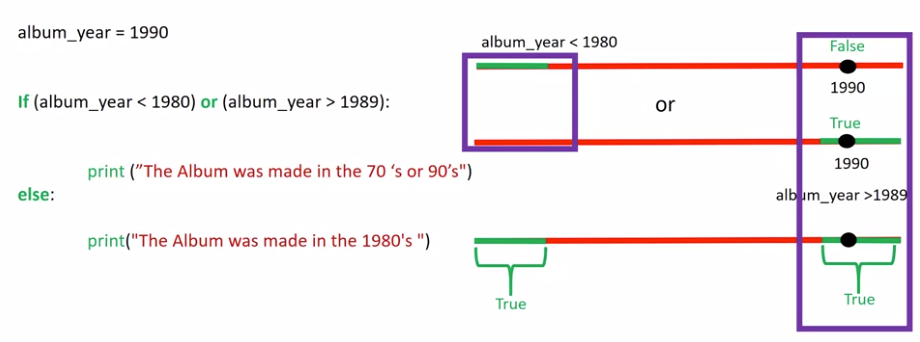 album_year = 1990
If (album_year < 1980) or (album_year > 1989):
print (”The Album was made in the 70 ‘s or 90’s")
else:
print("The Album was made in the 1980's ")
album_year < 1980
False
1990
or
True
1990
album_year >1989
True
True